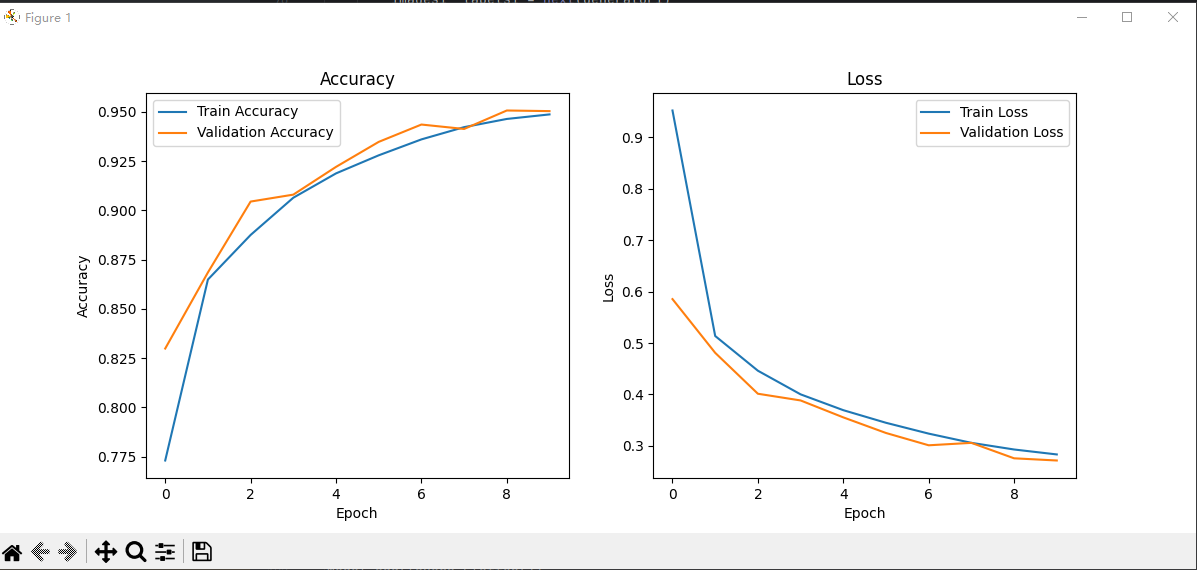 Figure 1
Accuracy
Train Accuracy
Validation Accuracy
Accuracy
0.950
0.925
0.900
0.875
0.850
0.825
0.800
0.775
0 2 4 6 8
Epoch
Loss
Train Loss
Validation Loss
Loss
0.9
0.8
0.7
0.6
0.5
0.4
0.3
0 2 4 6 8
Epoch